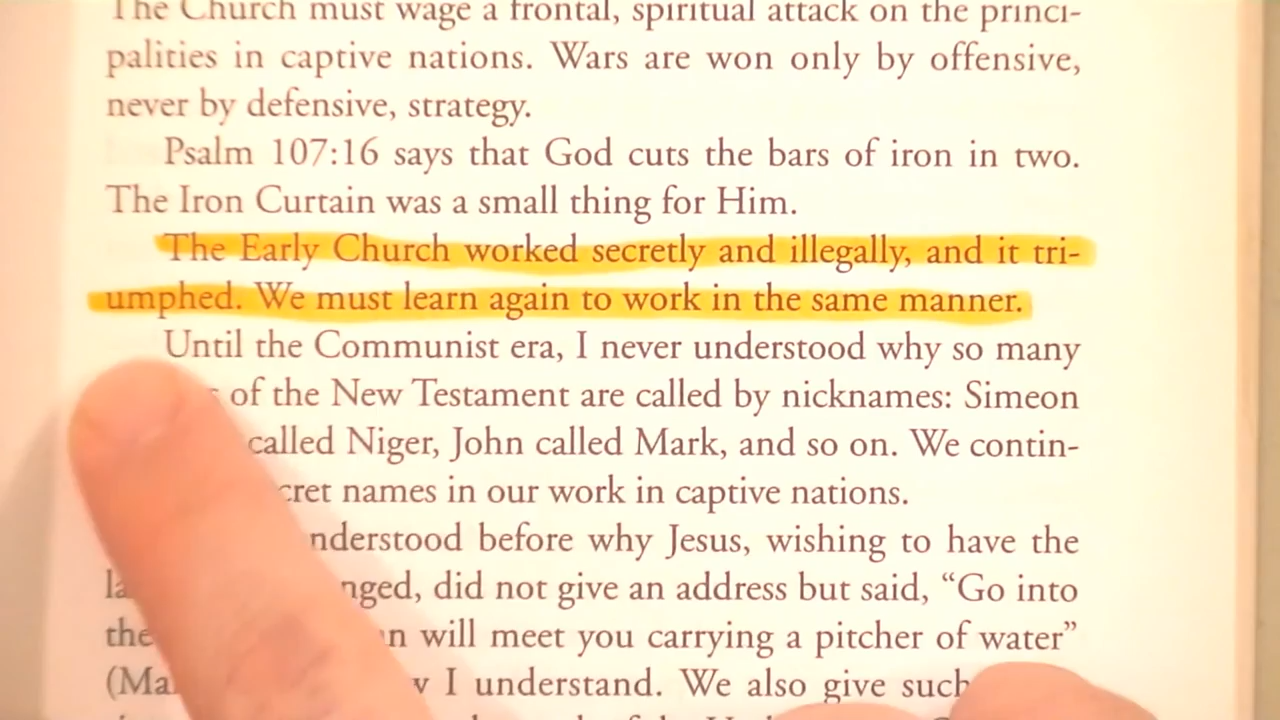 The Church must wage a frontal, spiritual attack on the princi-
palities in captive nations. Wars are won only by offensive,
never by defensive, strategy.
Psalm 107:16 says that God cuts the bars of iron in two.
The Iron Curtain was a small thing for Him.
The Early Church worked secretly and illegally, and it tri-
umphed. We must learn again to work in the same manner.
Until the Communist era, I never understood why so many
of the New Testament are called by nicknames: Simeon
called Niger, John called Mark, and so on. We contin-
names in our work in captive nations.
before why Jesus, wishing to have the
did not give an address but said, “Go into
the will meet you carrying a pitcher of water”
I understand. We also give such